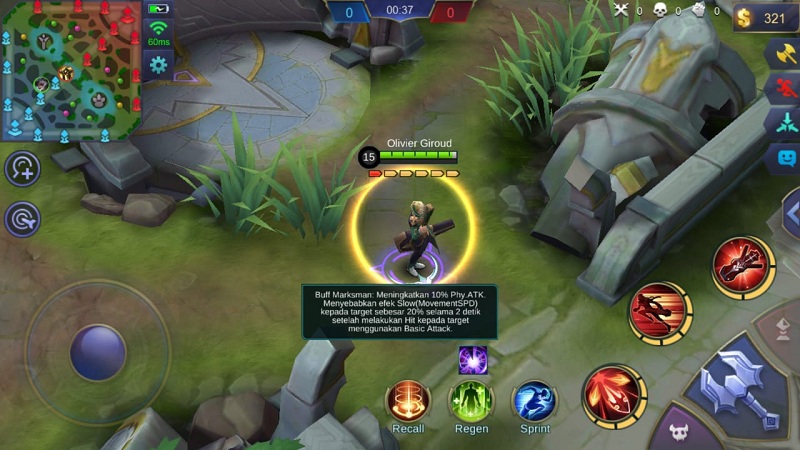 0
00:37
0
0
0
0
321
60ms
Olivier Giroud
15
Buff Marksman: Meningkatkan 10% Phy ATK.
Menyebabkan efek Slow(MovementSPD)
kepada target sebesar 20% selama 2 detik
setelah melakukan Hit kepada target
menggunakan Basic Attack.
Recall
Regen
Sprint